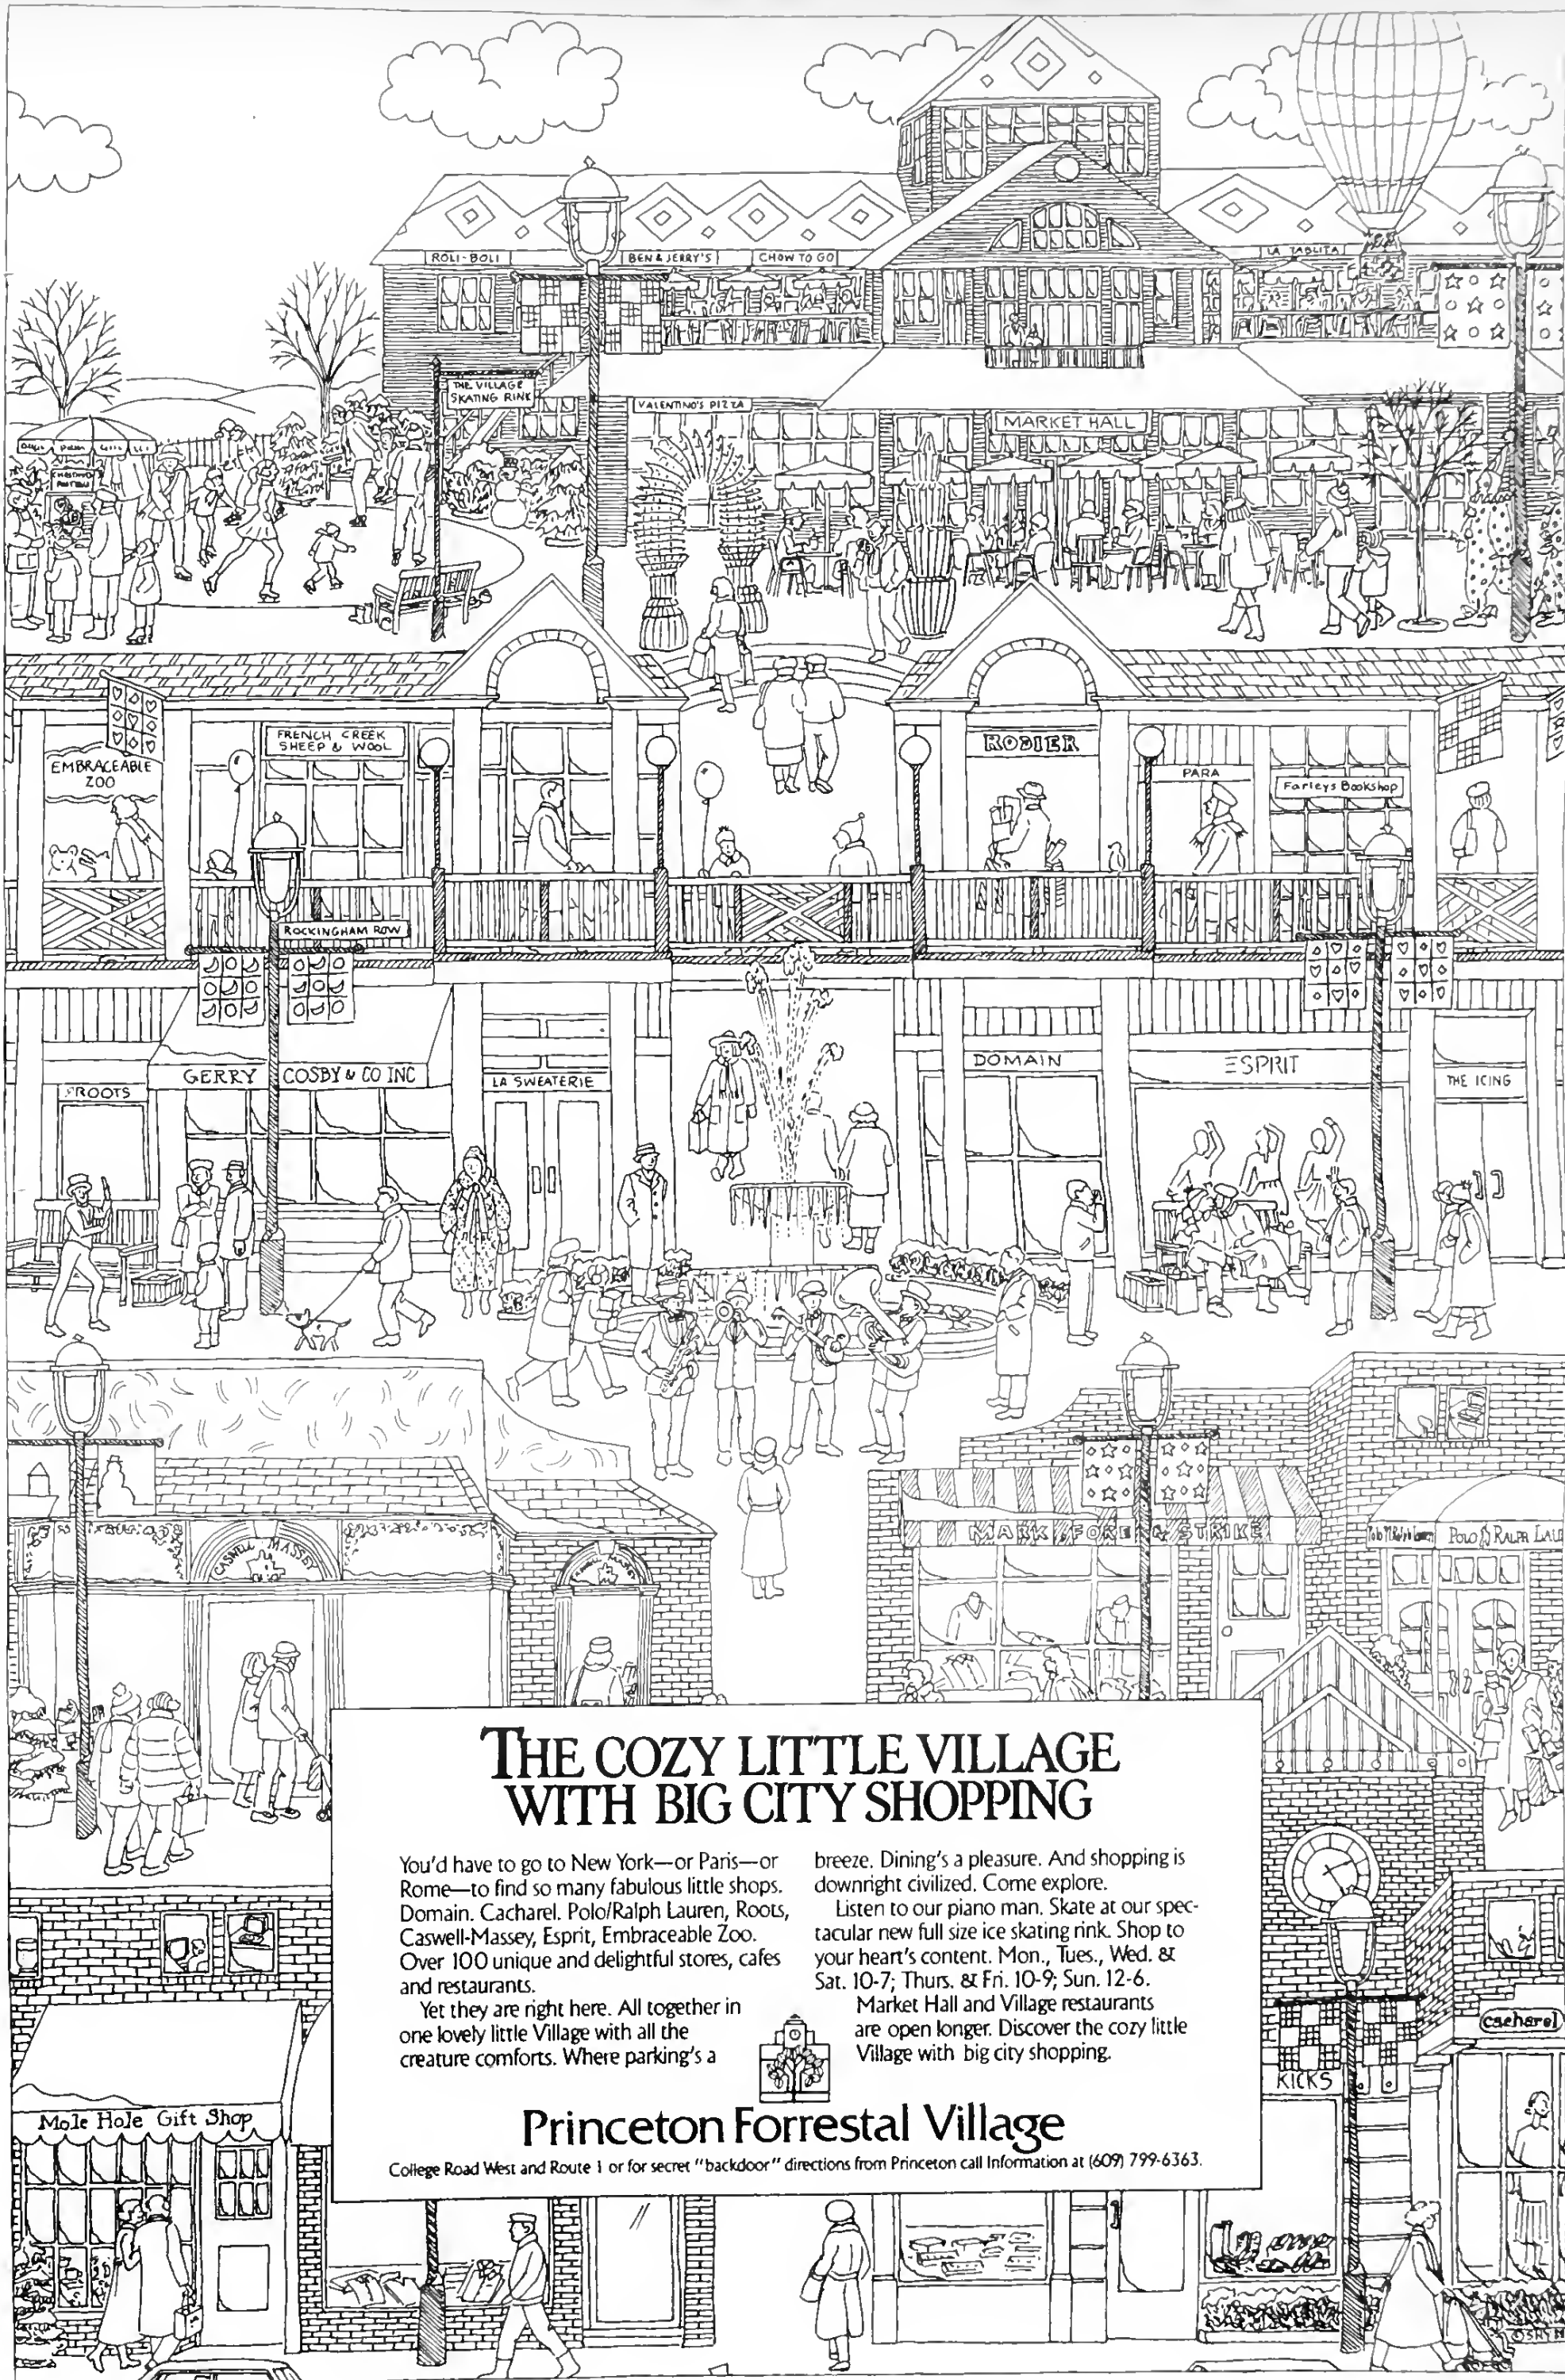 ROLI-BOLI
BEN & JERRY'S
CHOW TO GO
LA TABLITA
THE VILLAGE
SKATING RINK
VALENTINO'S PIZZA
MARKET HALL
FRENCH CREEK
SHEEP & WOOL
EMBRACEABLE
ZOO
RODIER
PARA
Farleys Bookshop
ROCKINGHAM ROW
ROOTS
GERRY COSBY & CO INC
LA SWEATERIE
DOMAIN
ESPRIT
THE ICING
CASWELL MASSEY
MARK FORE & STRIKE
POLO RALPH LAU
THE COZY LITTLE VILLAGE
WITH BIG CITY SHOPPING
You'd have to go to New York—or Paris—or
Rome—to find so many fabulous little shops.
Domain. Cacharel. Polo/Ralph Lauren, Roots,
Caswell-Massey, Esprit, Embraceable Zoo.
Over 100 unique and delightful stores, cafes
and restaurants.
Yet they are right here. All together in
one lovely little Village with all the
creature comforts. Where parking's a
breeze. Dining's a pleasure. And shopping is
downright civilized. Come explore.
Listen to our piano man. Skate at our spec-
tacular new full size ice skating rink. Shop to
your heart's content. Mon., Tues., Wed. &
Sat. 10-7; Thurs. & Fri. 10-9; Sun. 12-6.
Market Hall and Village restaurants
are open longer. Discover the cozy little
Village with big city shopping.
Princeton Forrestal Village
College Road West and Route 1 or for secret "backdoor" directions from Princeton call Information at (609) 799-6363.
cacharel
KICKS
Mole Hole Gift Shop